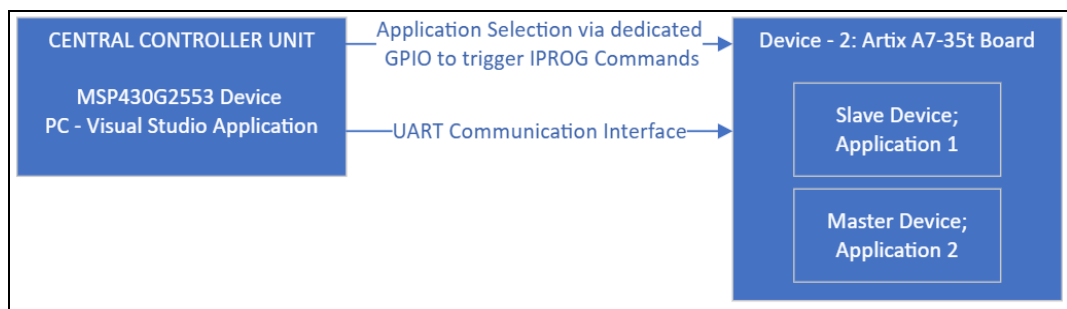 CENTRAL CONTROLLER UNIT
MSP430G2553 Device
PC - Visual Studio Application
Application Selection via dedicated
GPIO to trigger IPROG Commands
UART Communication Interface
Device - 2: Artix A7-35t Board
Slave Device;
Application 1
Master Device;
Application 2